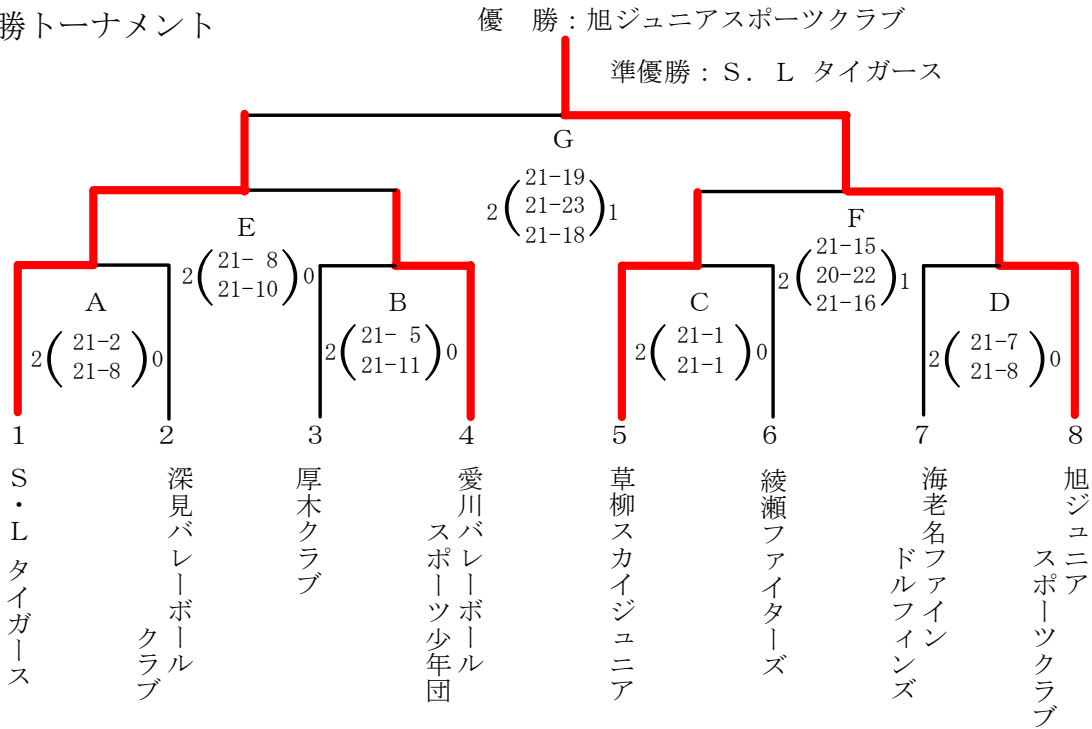 勝トーナメント
優　勝：旭ジュニアスポーツクラブ
準優勝：Ｓ．Ｌ タイガース
G
2 ( 21-19 ) 1
21-23
21-18
E
2 ( 21- 8 ) 0
21-10
F
2 ( 21-15 ) 1
20-22
21-16
A
2 ( 21-2 ) 0
21-8
B
2 ( 21- 5 ) 0
21-11
C
2 ( 21-1 ) 0
21-1
D
2 ( 21-7 ) 0
21-8
1 2 3 4 5 6 7 8
Ｓ・Ｌ タイガース
深見バレーボール
クラブ
厚木クラブ
愛川バレーボール
スポーツ少年団
草柳スカイジュニア
綾瀬ファイターズ
海老名ファイン
ドルフィンズ
旭ジュニア
スポーツクラブ